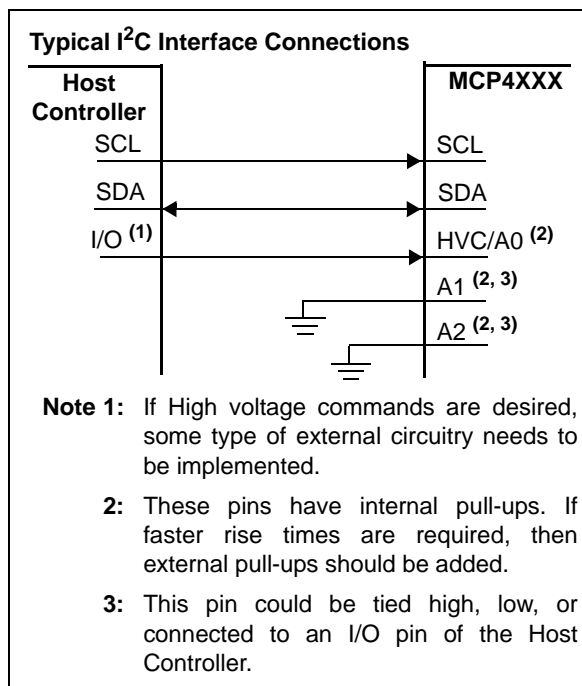 Typical I²C Interface Connections
Host
Controller
MCP4XXX
SCL
SCL
SDA
SDA
I/O (1)
HVC/A0 (2)
A1 (2, 3)
A2 (2, 3)
Note 1: If High voltage commands are desired,
some type of external circuitry needs to
be implemented.
2: These pins have internal pull-ups. If
faster rise times are required, then
external pull-ups should be added.
3: This pin could be tied high, low, or
connected to an I/O pin of the Host
Controller.